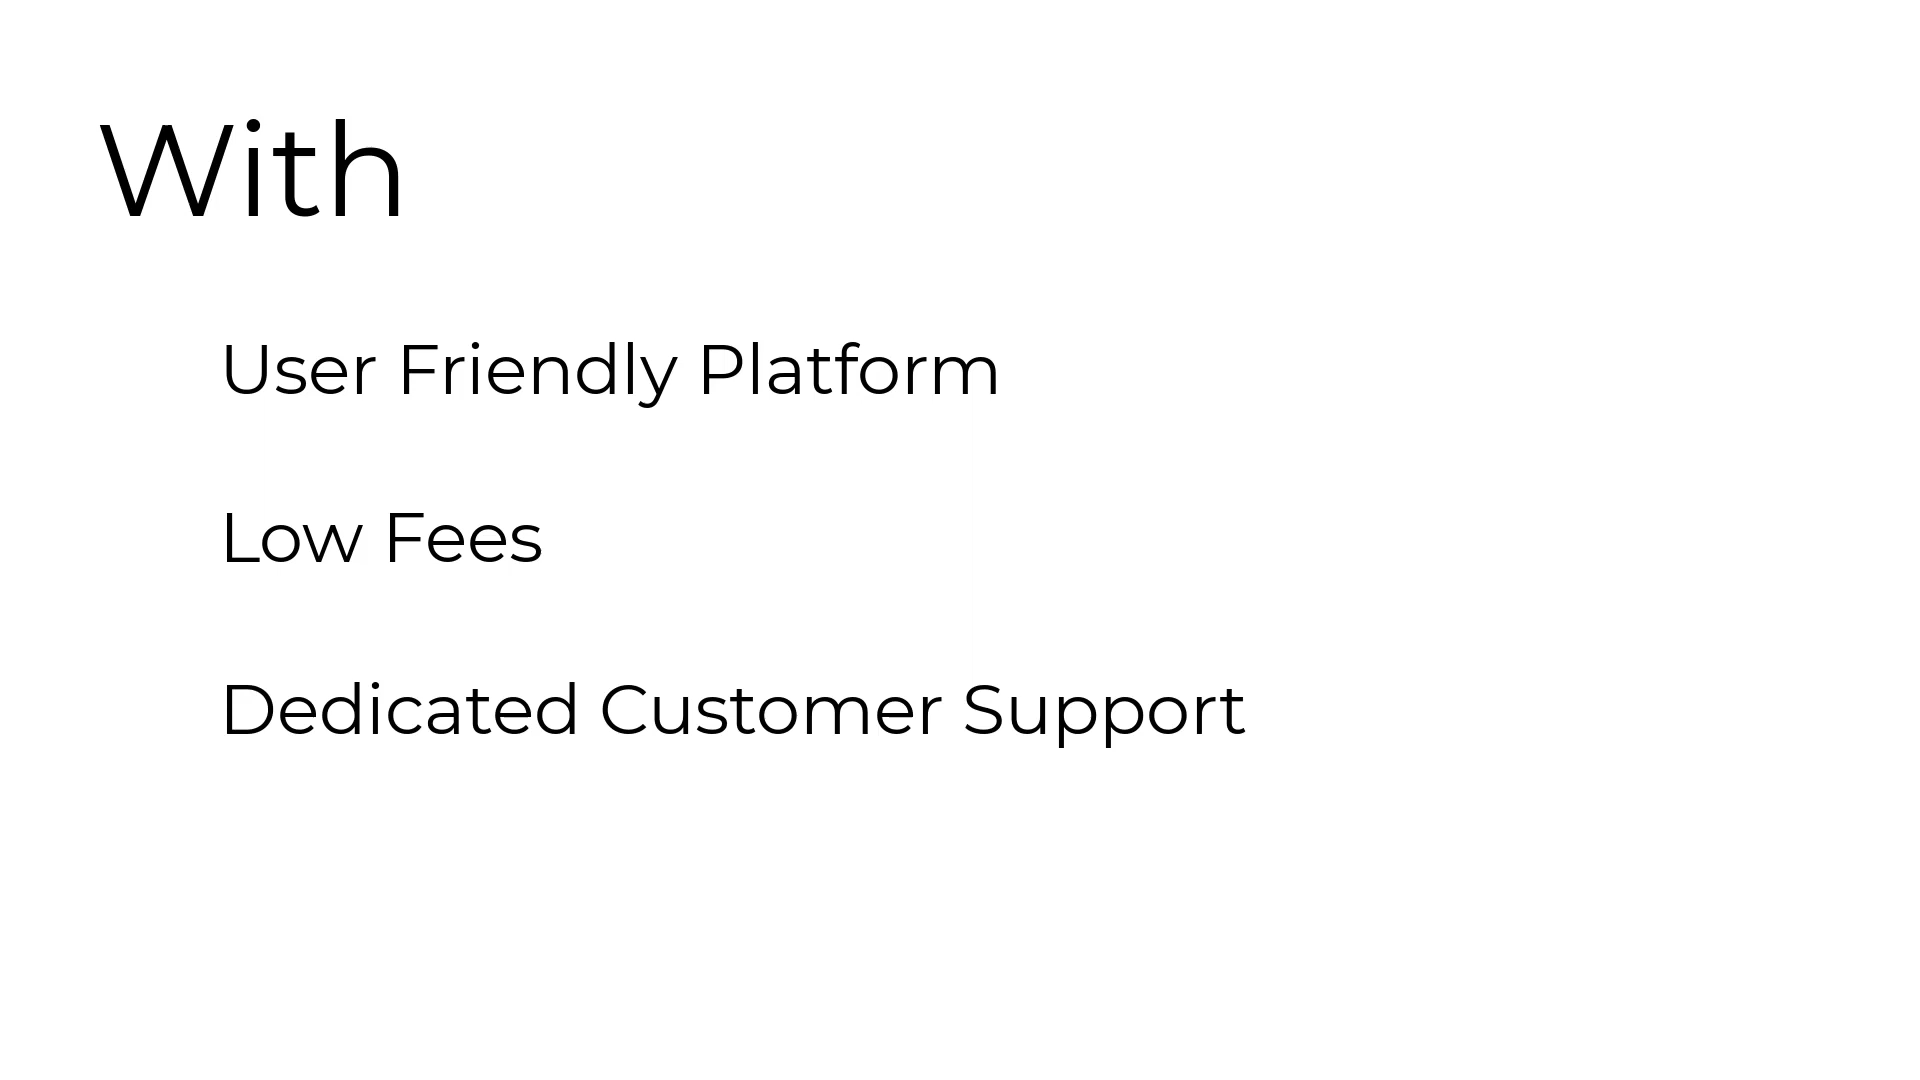 With
User Friendly Platform
Low Fees
Dedicated Customer Support